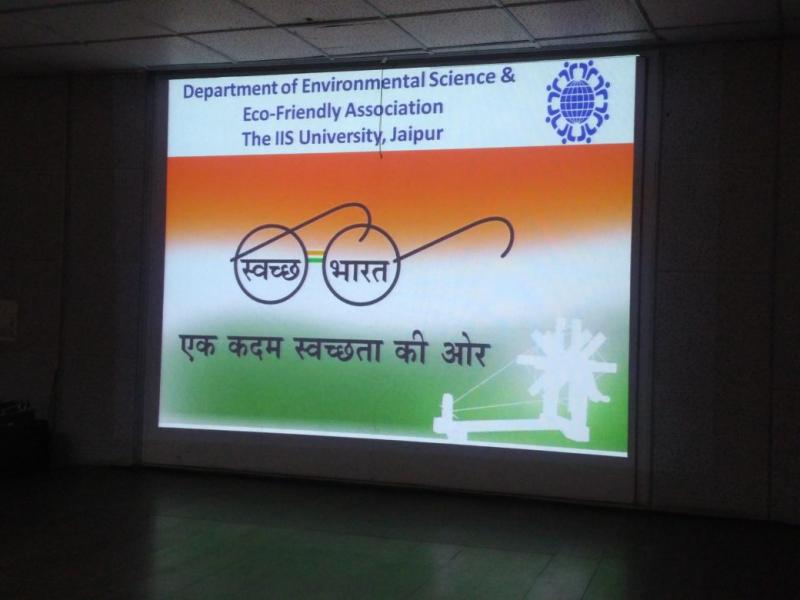 Department of Environmental Science &
Eco-Friendly Association
The IIS University, Jaipur
स्वच्छ भारत
एक कदम स्वच्छता की ओर